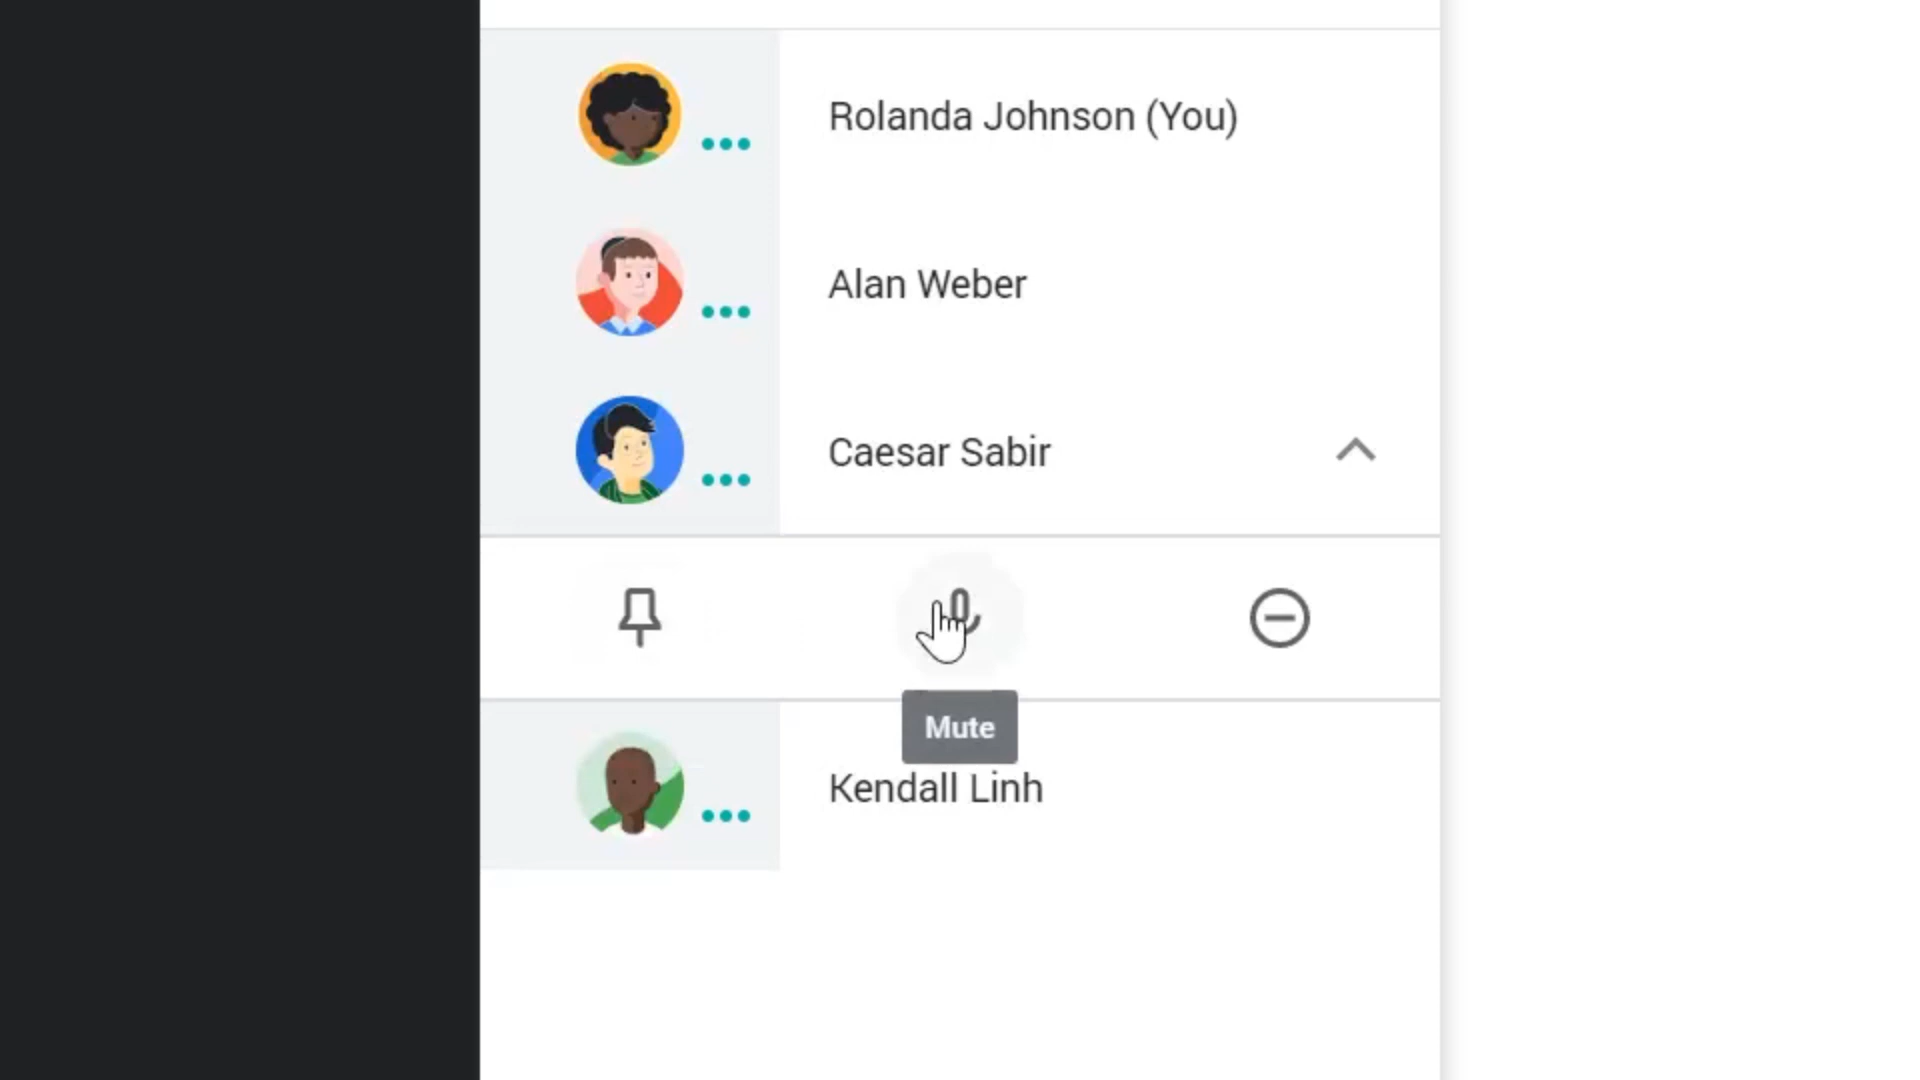 Rolanda Johnson (You)
Alan Weber
Caesar Sabir
Mute
Kendall Linh